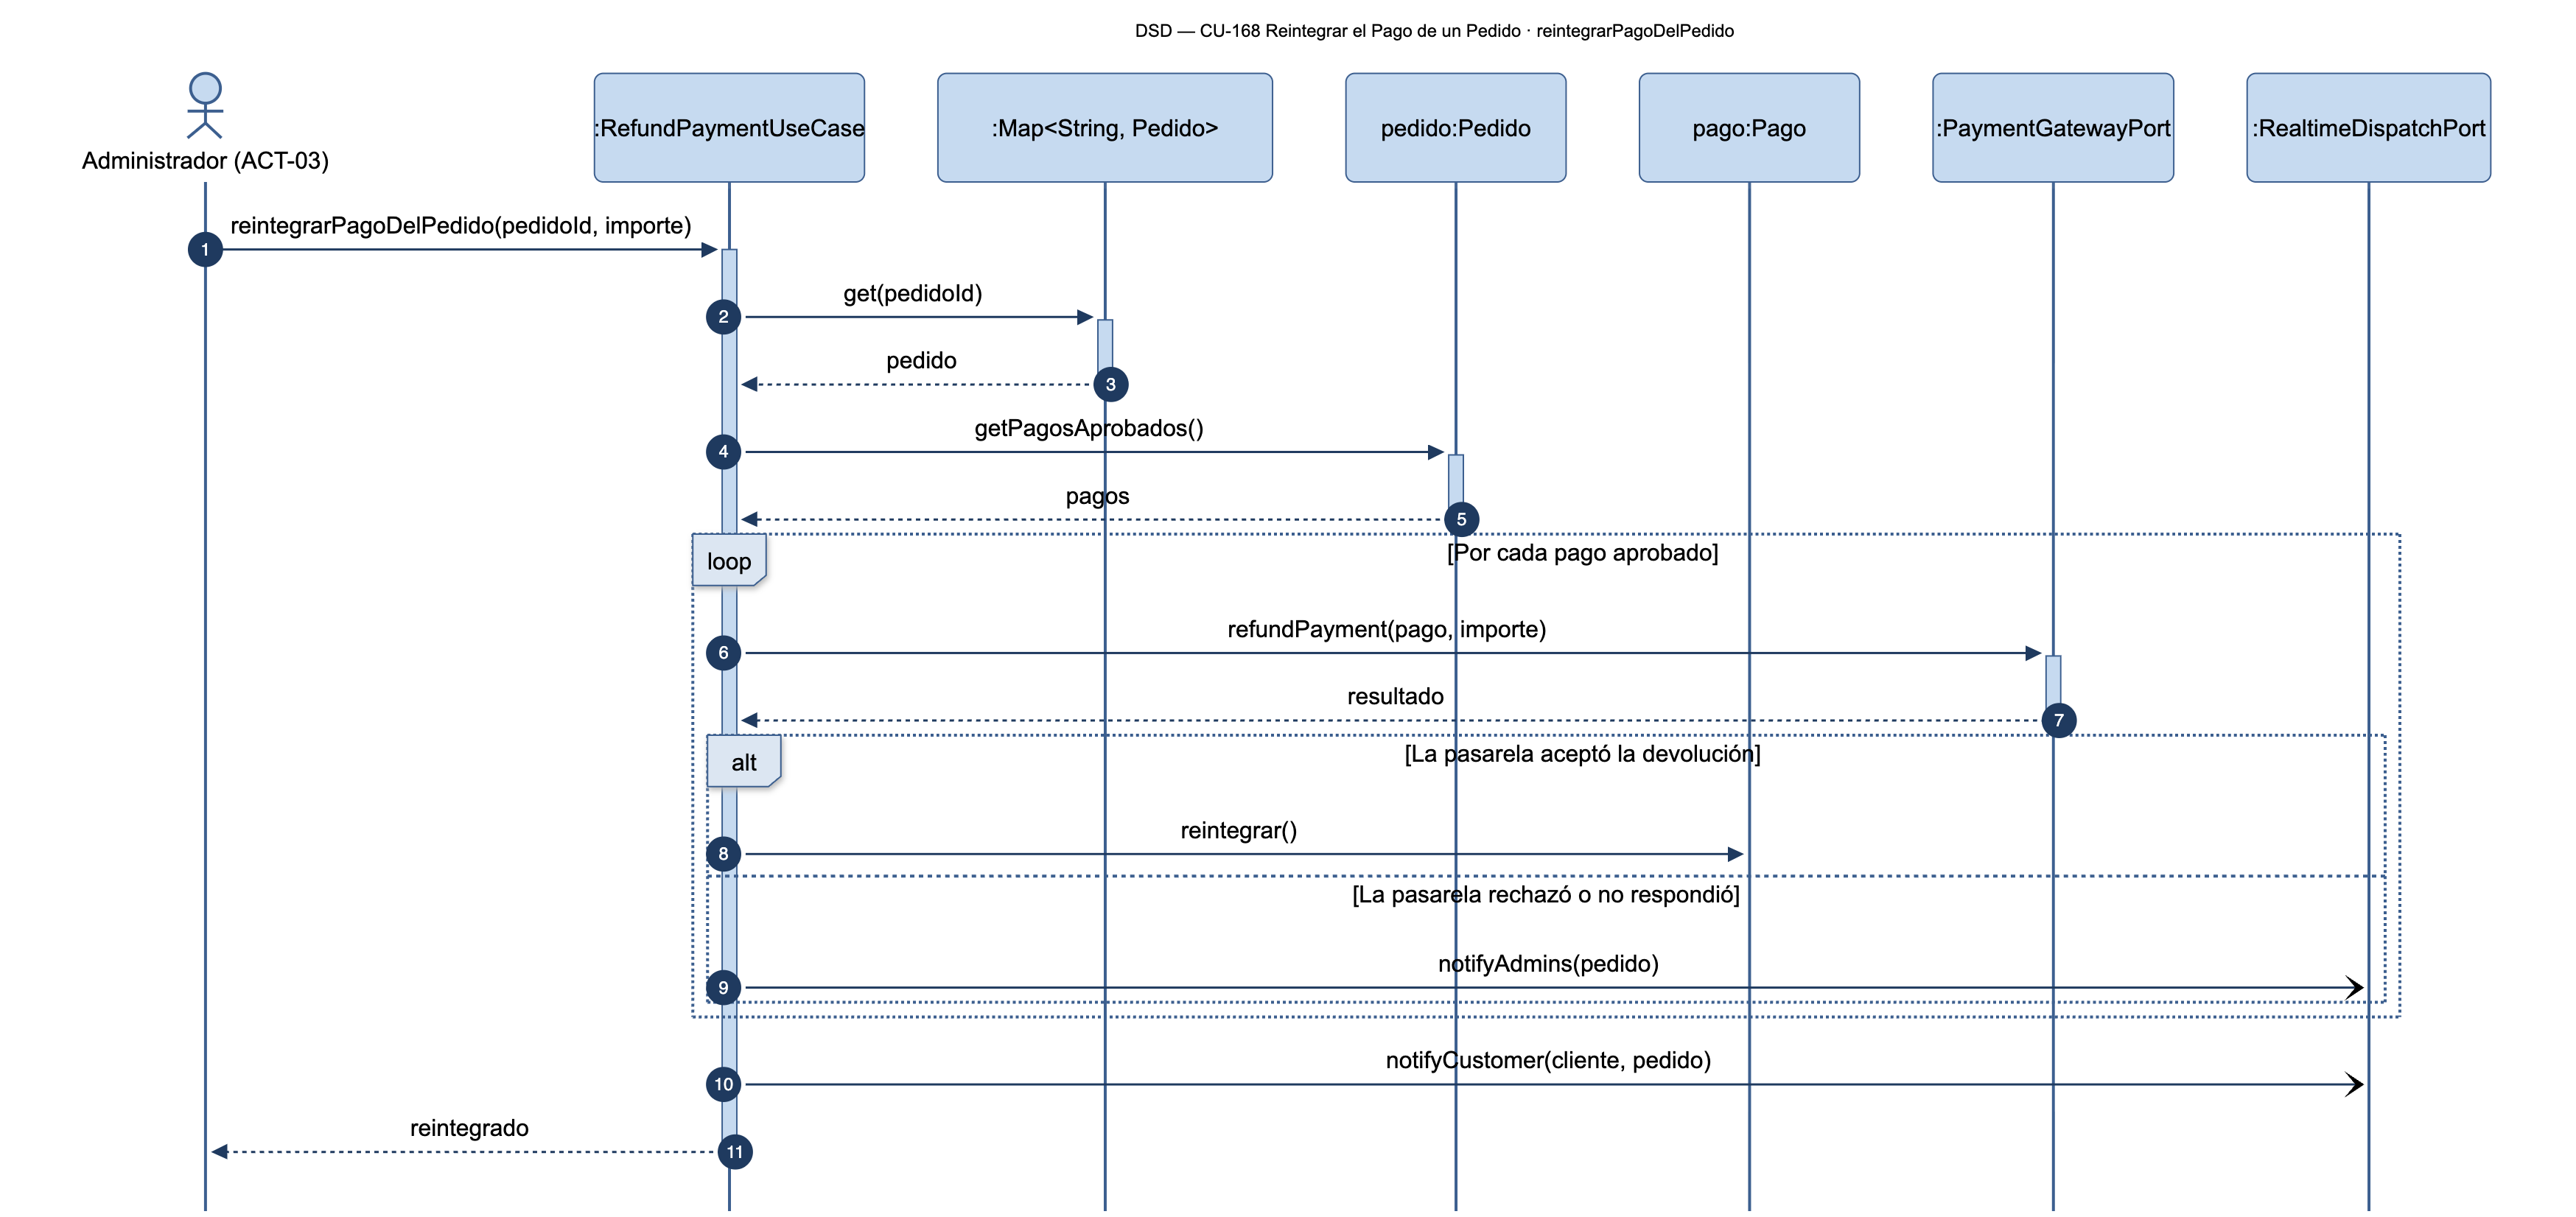 DSD — CU-168 Reintegrar el Pago de un Pedido · reintegrarPagoDelPedido
Administrador (ACT-03)
:RefundPaymentUseCase
:Map<String, Pedido>
pedido:Pedido
pago:Pago
:PaymentGatewayPort
:RealtimeDispatchPort
reintegrarPagoDelPedido(pedidoId, importe)
1
get(pedidoId)
2
pedido
3
getPagosAprobados()
4
pagos
5
loop
[Por cada pago aprobado]
refundPayment(pago, importe)
6
resultado
7
alt
[La pasarela aceptó la devolución]
reintegrar()
8
[La pasarela rechazó o no respondió]
notifyAdmins(pedido)
9
notifyCustomer(cliente, pedido)
10
reintegrado
11